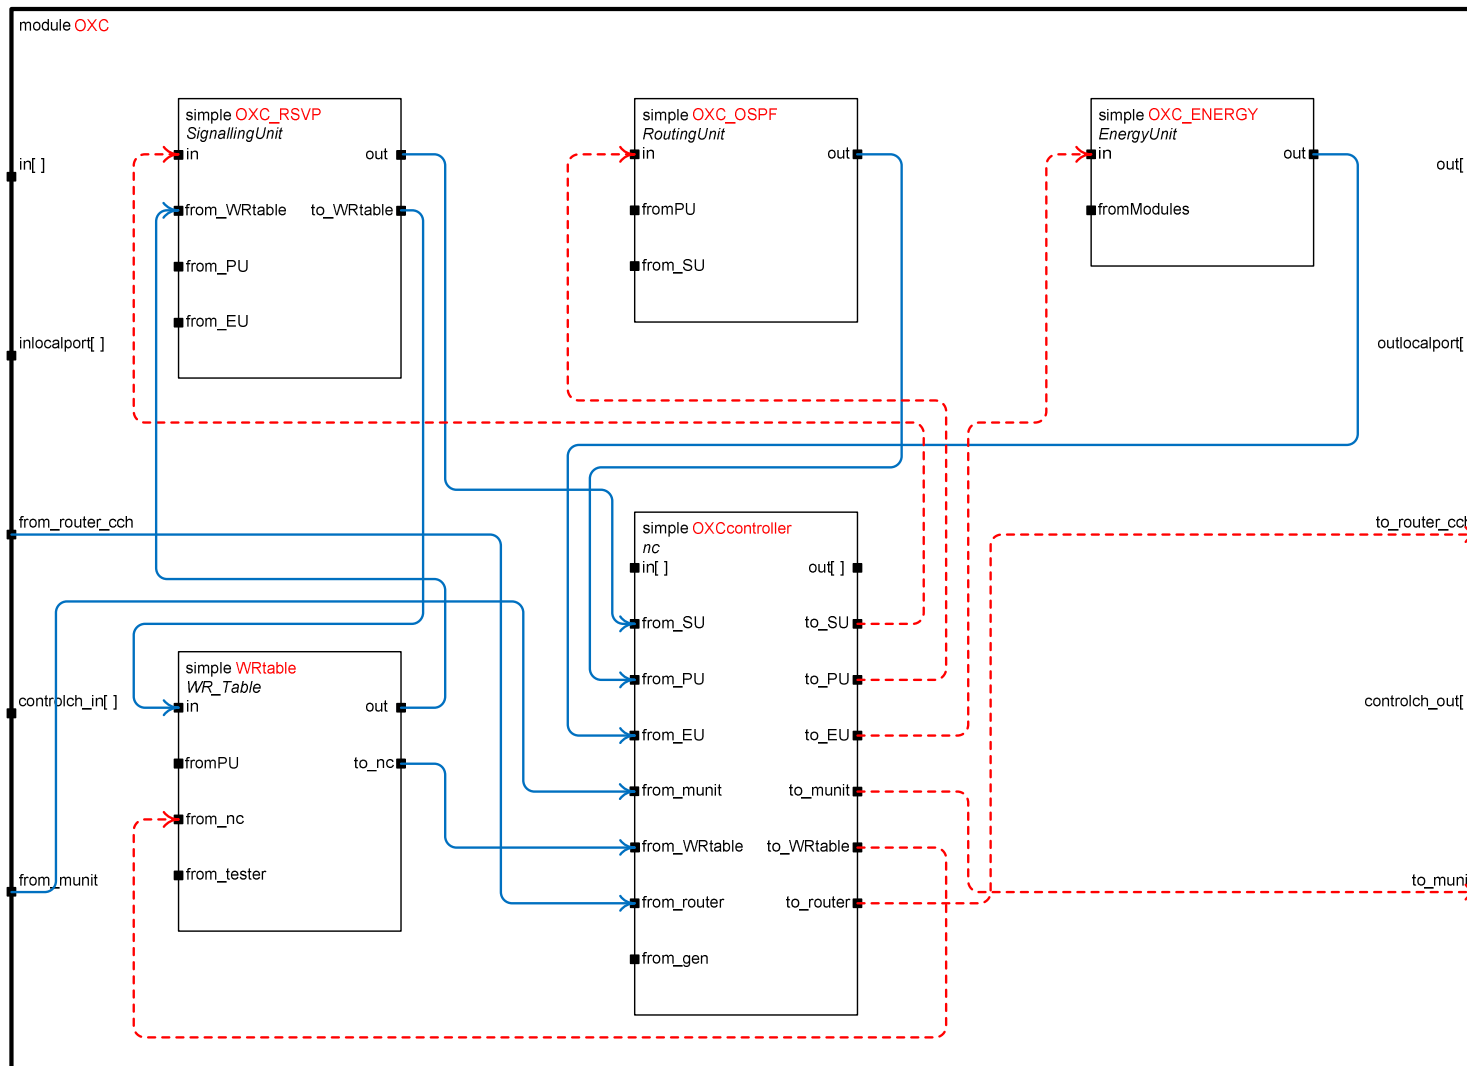 module OXC
simple OXC_RSVP
SignallingUnit
in
out
from_WRtable
to_WRtable
from_PU
from_EU
simple OXC_OSPF
RoutingUnit
in
out
fromPU
from_SU
simple OXC_ENERGY
EnergyUnit
in
out
fromModules
in[ ]
out[
inlocalport[ ]
outlocalport[
from_router_cch
to_router_cch
simple OXCcontroller
nc
in[ ]
out[ ]
from_SU
to_SU
from_PU
to_PU
from_EU
to_EU
from_munit
to_munit
from_WRtable
to_WRtable
from_router
to_router
from_gen
simple WRtable
WR_Table
in
out
fromPU
to_nc
from_nc
from_tester
controlch_in[ ]
controlch_out[
from_munit
to_muni